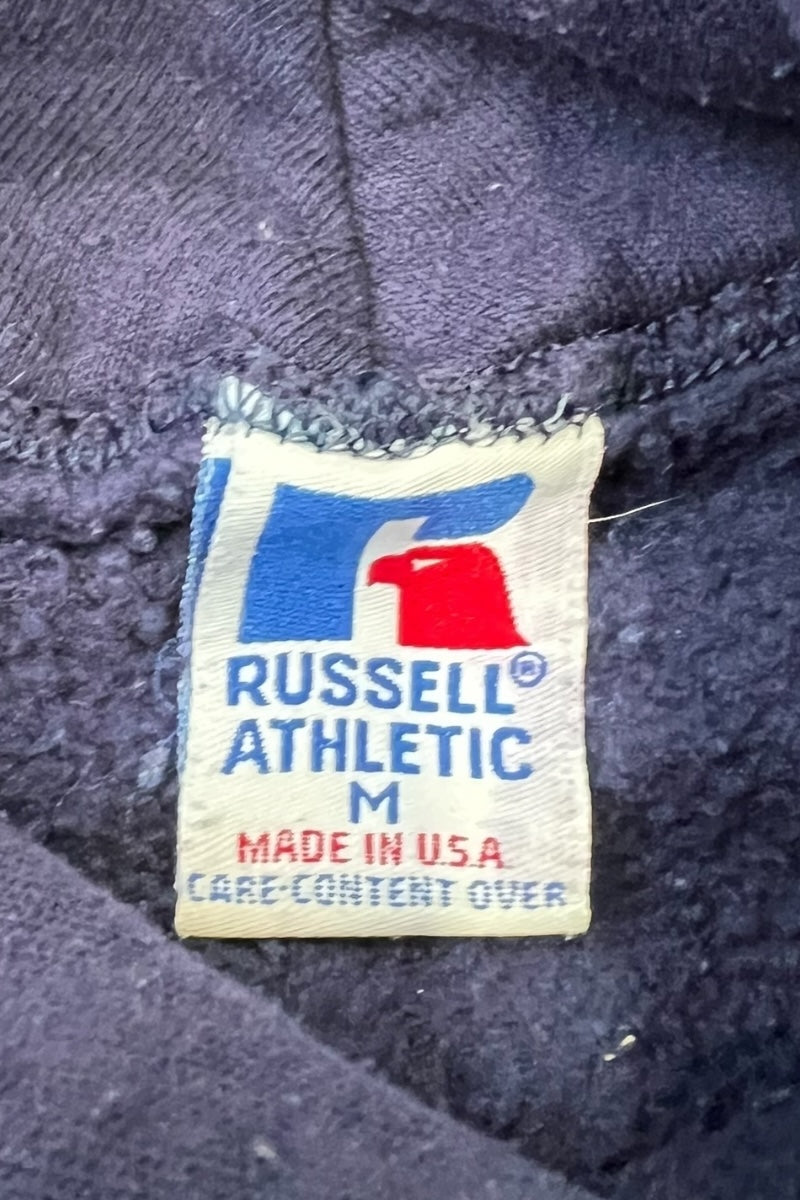 RUSSELL®
ATHLETIC
M
MADE IN U.S.A
CARE-CONTENT OVER